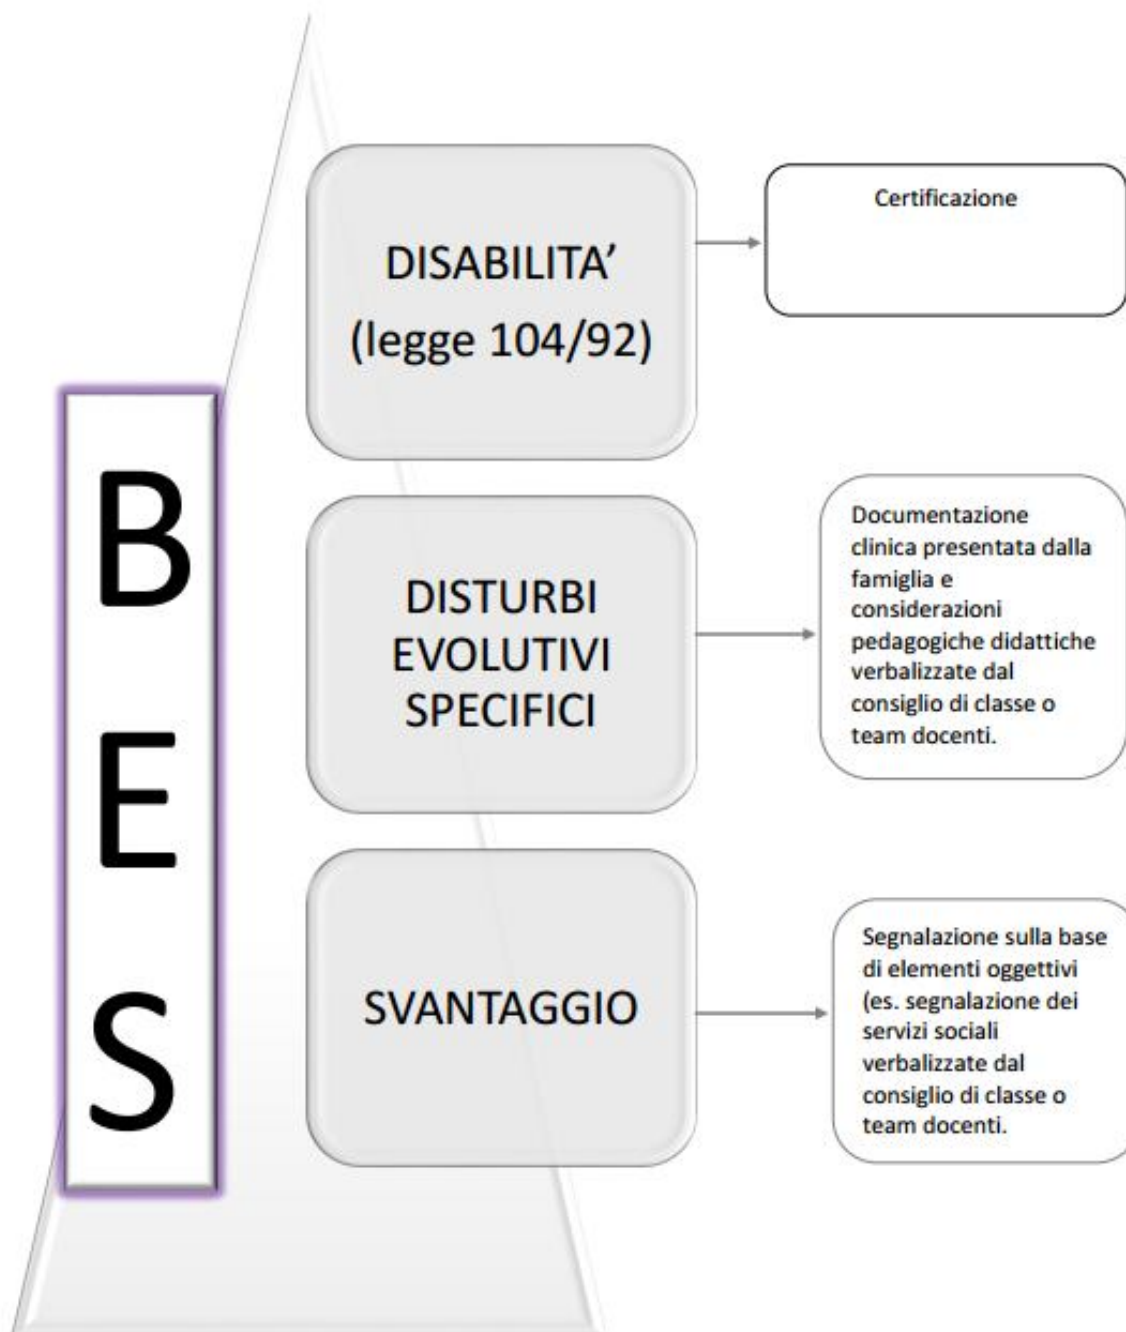 B
E
S
DISABILITA’
(legge 104/92)
Certificazione
DISTURBI
EVOLUTIVI
SPECIFICI
Documentazione
clinica presentata dalla
famiglia e
considerazioni
pedagogiche didattiche
verbalizzate dal
consiglio di classe o
team docenti.
SVANTAGGIO
Segnalazione sulla base
di elementi oggettivi
(es. segnalazione dei
servizi sociali
verbalizzate dal
consiglio di classe o
team docenti.